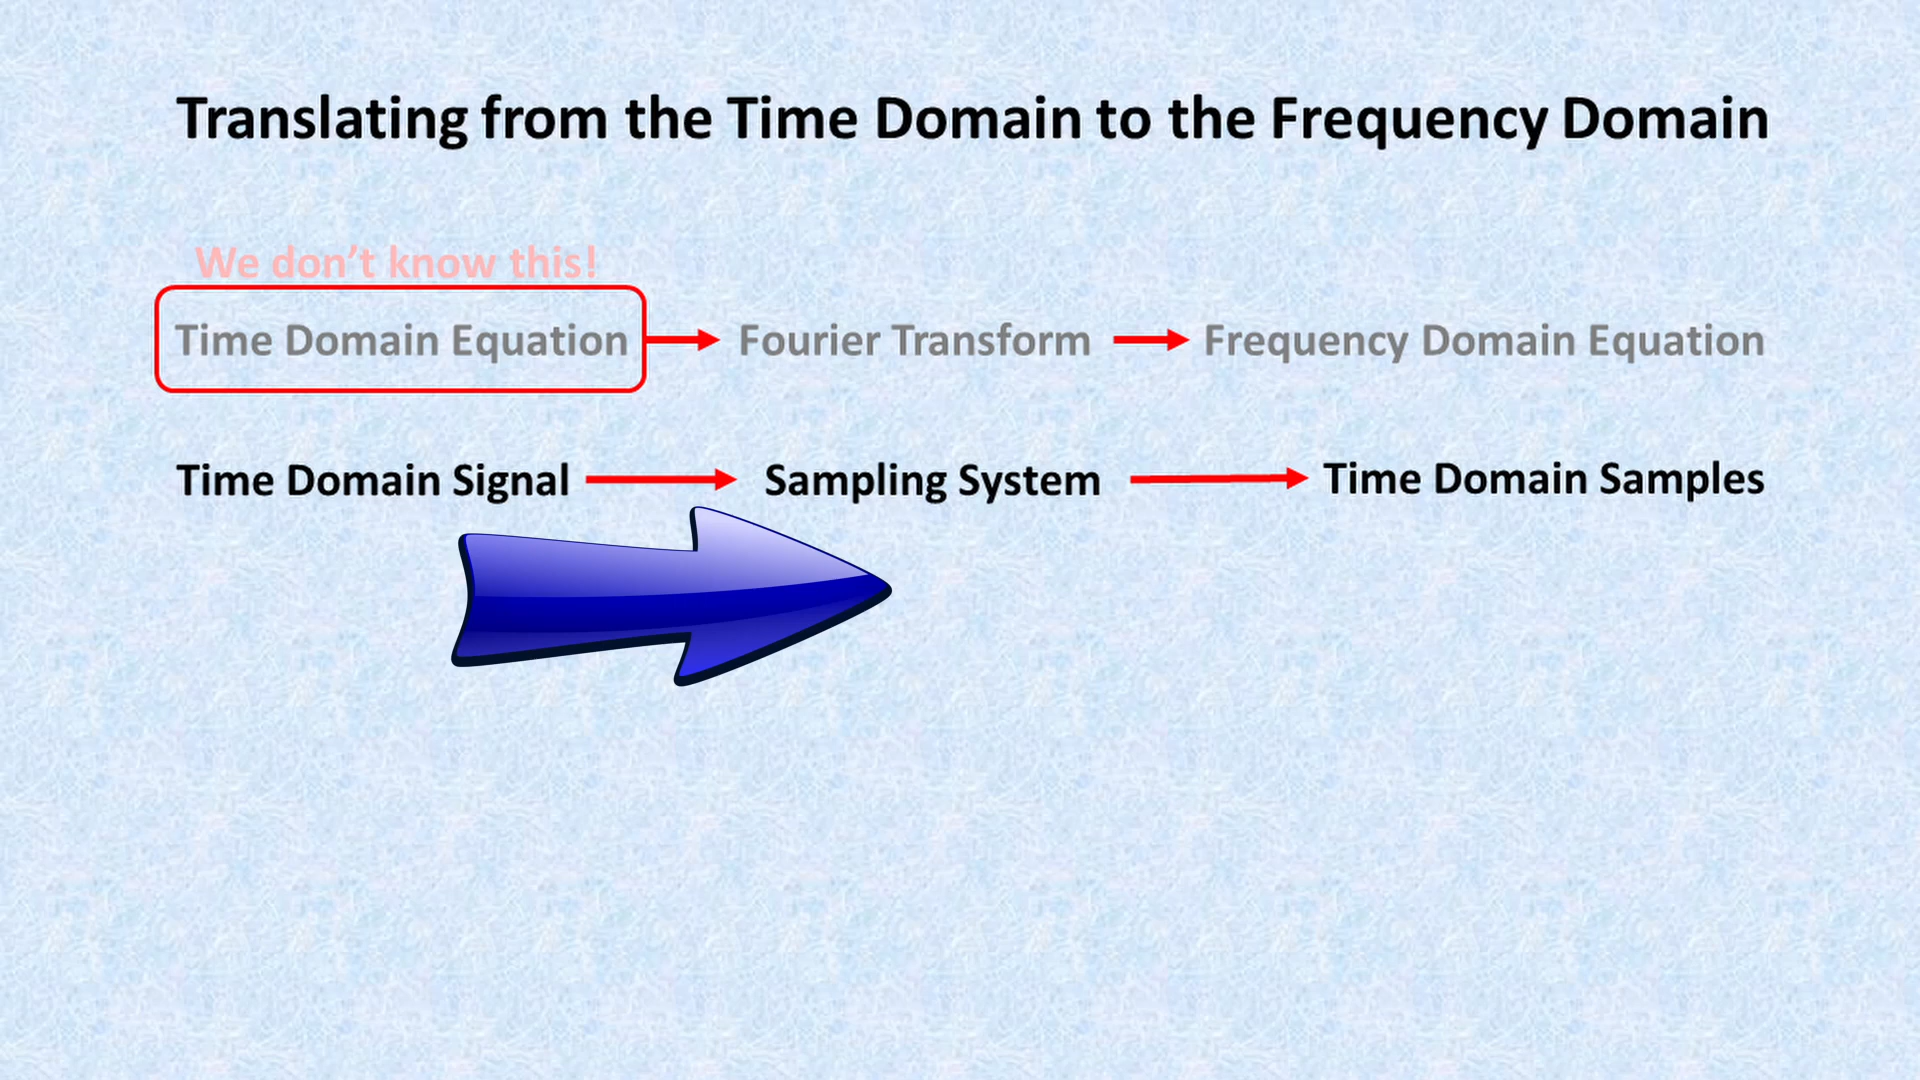 Translating from the Time Domain to the Frequency Domain
We don’t know this!
Time Domain Equation Fourier Transform Frequency Domain Equation
Time Domain Signal Sampling System Time Domain Samples